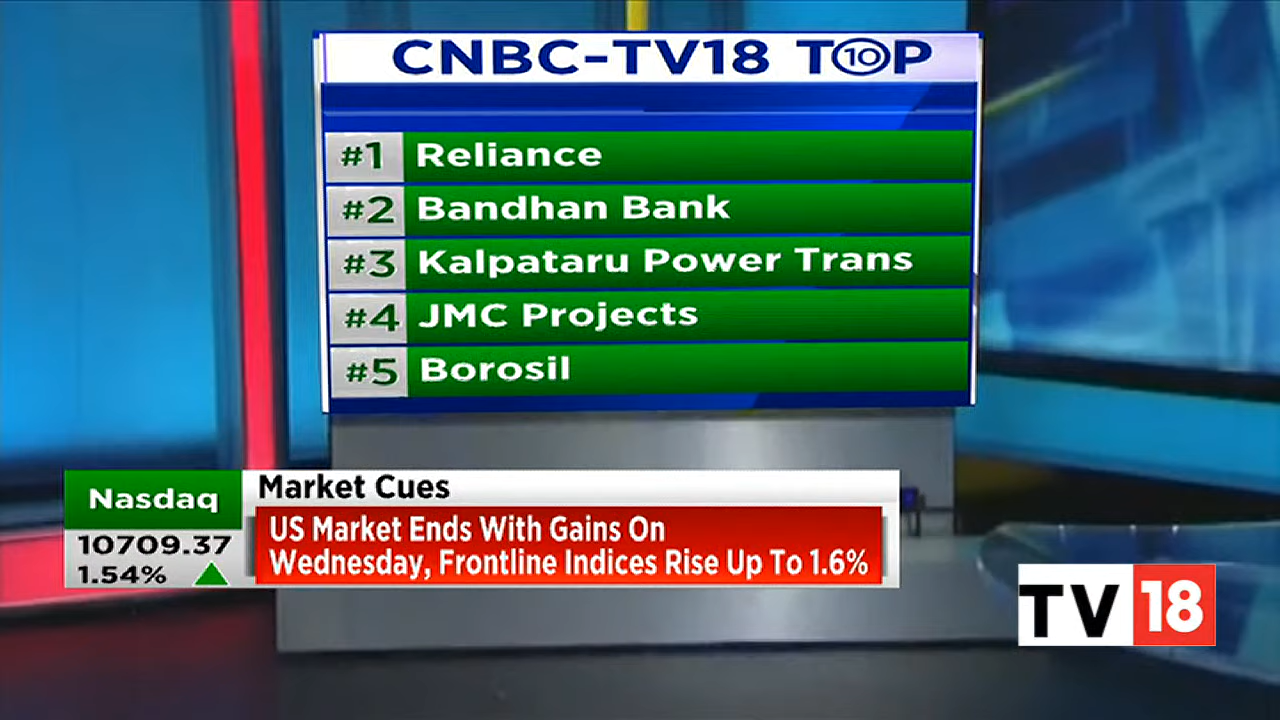 CNBC-TV18 TOP 10
#1 Reliance
#2 Bandhan Bank
#3 Kalpataru Power Trans
#4 JMC Projects
#5 Borosil
Nasdaq
10709.37
1.54%
Market Cues
US Market Ends With Gains On
Wednesday, Frontline Indices Rise Up To 1.6%
TV18